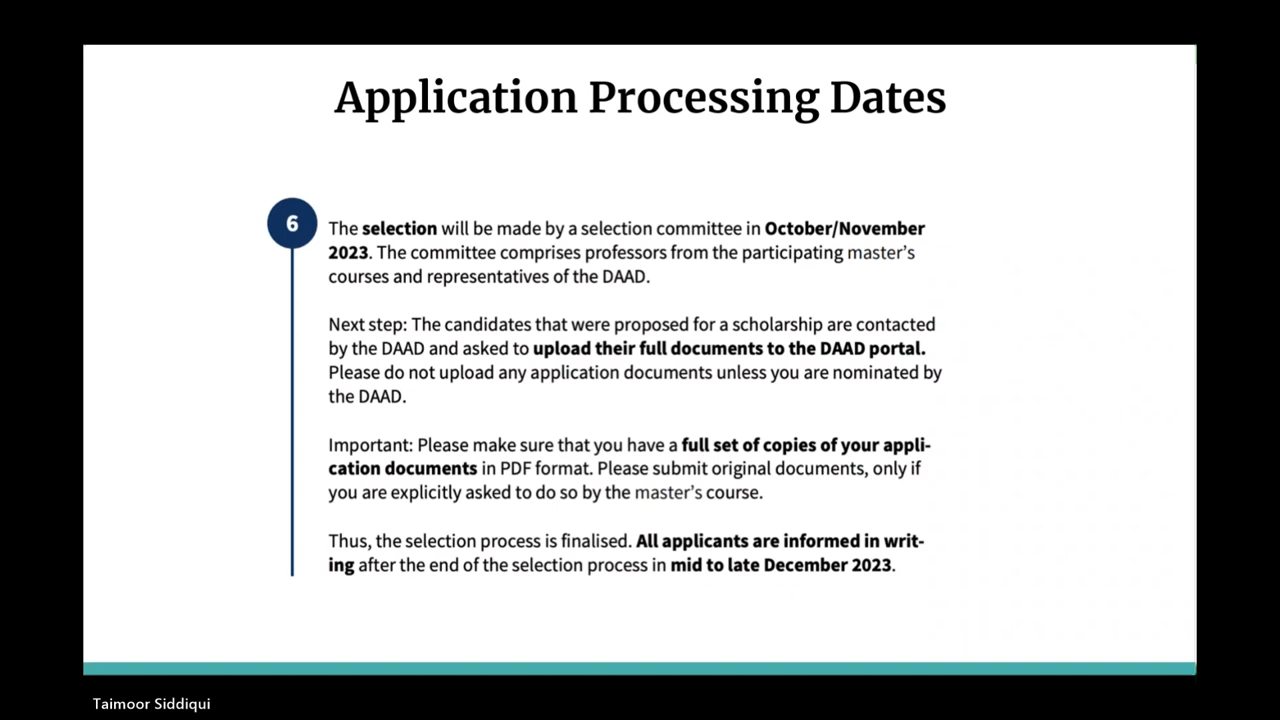 Application Processing Dates
6
The selection will be made by a selection committee in October/November
2023. The committee comprises professors from the participating master's
courses and representatives of the DAAD.
Next step: The candidates that were proposed for a scholarship are contacted
by the DAAD and asked to upload their full documents to the DAAD portal.
Please do not upload any application documents unless you are nominated by
the DAAD.
Important: Please make sure that you have a full set of copies of your appli-
cation documents in PDF format. Please submit original documents, only if
you are explicitly asked to do so by the master's course.
Thus, the selection process is finalised. All applicants are informed in writ-
ing after the end of the selection process in mid to late December 2023.
Taimoor Siddiqui